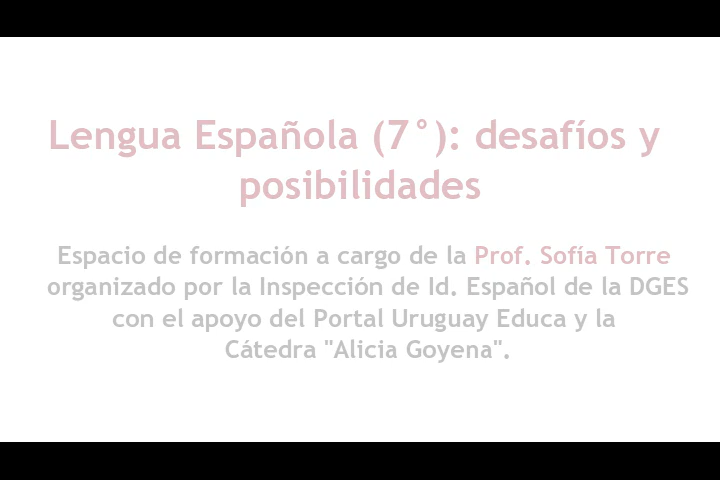 Lengua Española (7°): desafíos y
posibilidades
Espacio de formación a cargo de la Prof. Sofía Torre
organizado por la Inspección de Id. Español de la DGES
con el apoyo del Portal Uruguay Educa y la
Cátedra "Alicia Goyena".